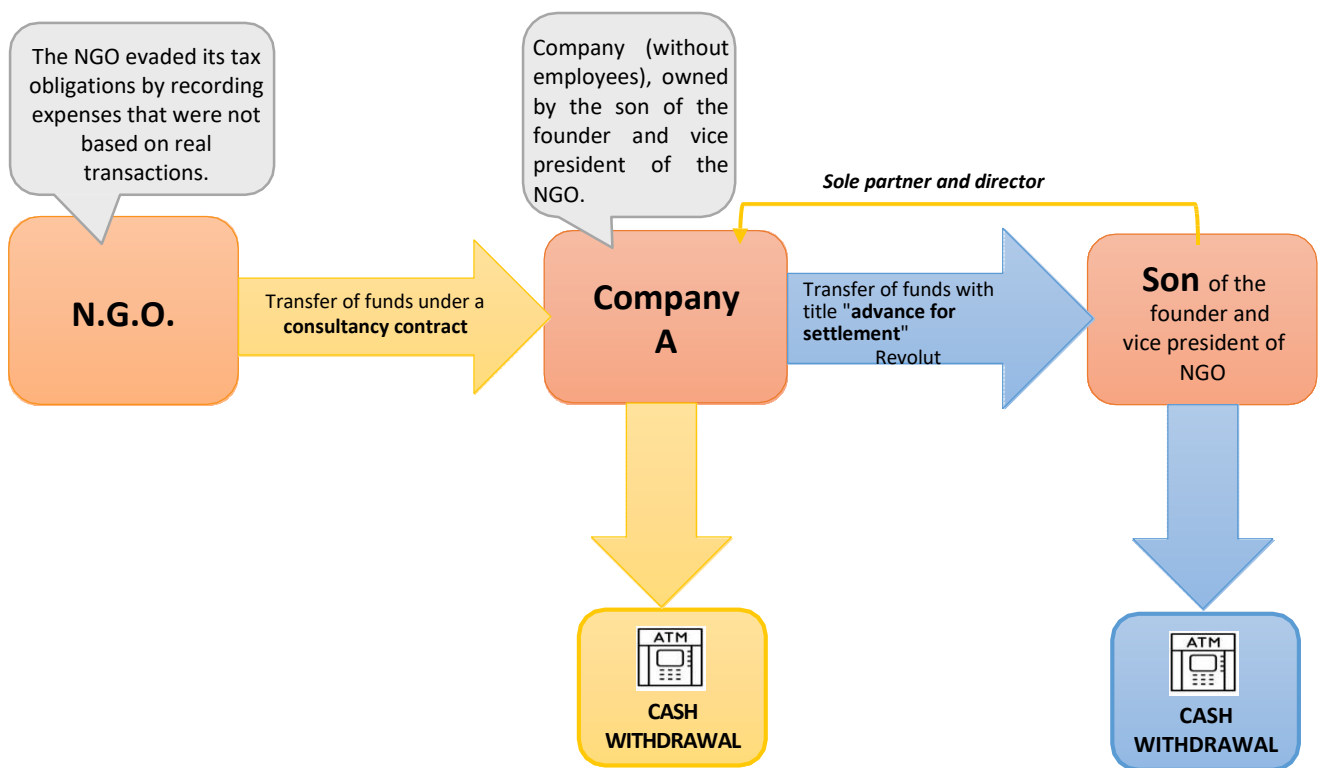 The NGO evaded its tax
obligations by recording
expenses that were not
based on real
transactions.
Company (without
employees), owned
by the son of the
founder and vice
president of the
NGO.
Sole partner and director
N.G.O.
Transfer of funds under a
consultancy contract
Company
A
Transfer of funds with
title "advance for
settlement"
Revolut
Son of the
founder and
vice president of
NGO
ATM
CASH
WITHDRAWAL
ATM
CASH
WITHDRAWAL